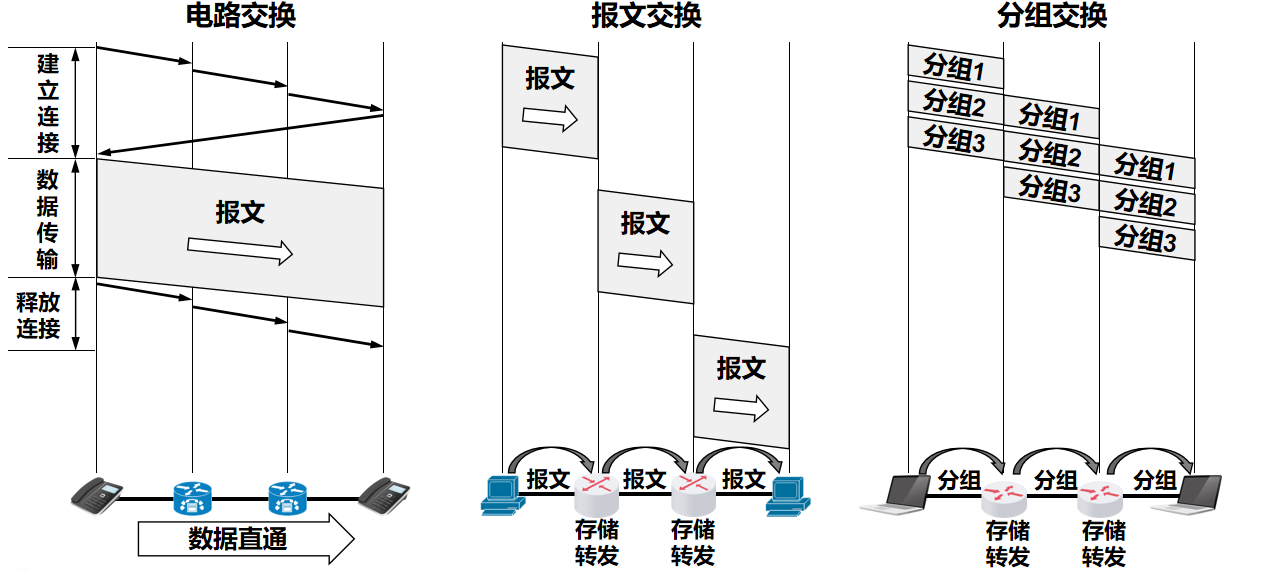 电路交换
建立连接
数据传输
释放
连接
报文
数据直通
报文交换
报文
报文
报文
报文
报文
报文
存储
转发
存储
转发
分组交换
分组1
分组2
分组3
分组1
分组2
分组3
分组1
分组2
分组3
分组
分组
分组
存储
转发
存储
转发